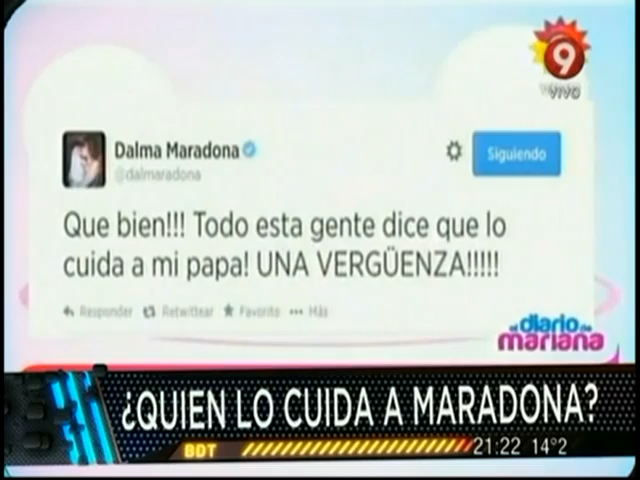 9
VIVO
Dalma Maradona
@dalmaradona
Siguiendo
Que bien!!! Todo esta gente dice que lo
cuida a mi papa! UNA VERGÜENZA!!!!!
Responder Retwittear Favorito Más
el diario de
mariana
¿QUIEN LO CUIDA A MARADONA?
BDT 21:22 14°2